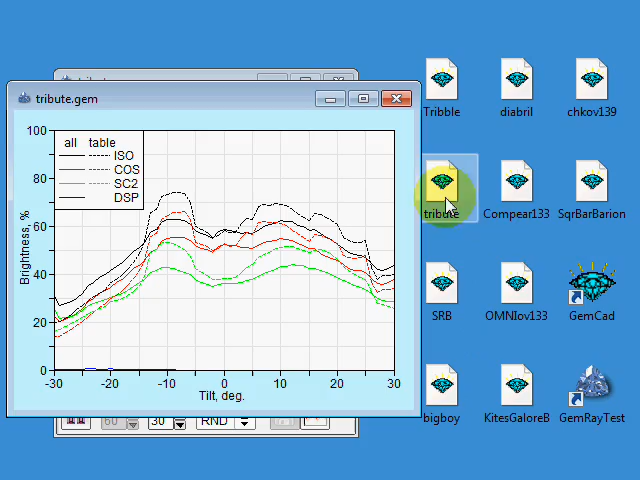 tribute.gem
all table
ISO
COS
SC2
DSP
Brightness, %
100
80
60
40
20
0
-30 -20 -10 0 10 20 30
Tilt, deg.
60 30 RND
Tribble diabril chkov139
tribute Compear133 SqrBarBarion
SRB OMNIov133 GemCad
bigboy KitesGaloreB GemRayTest